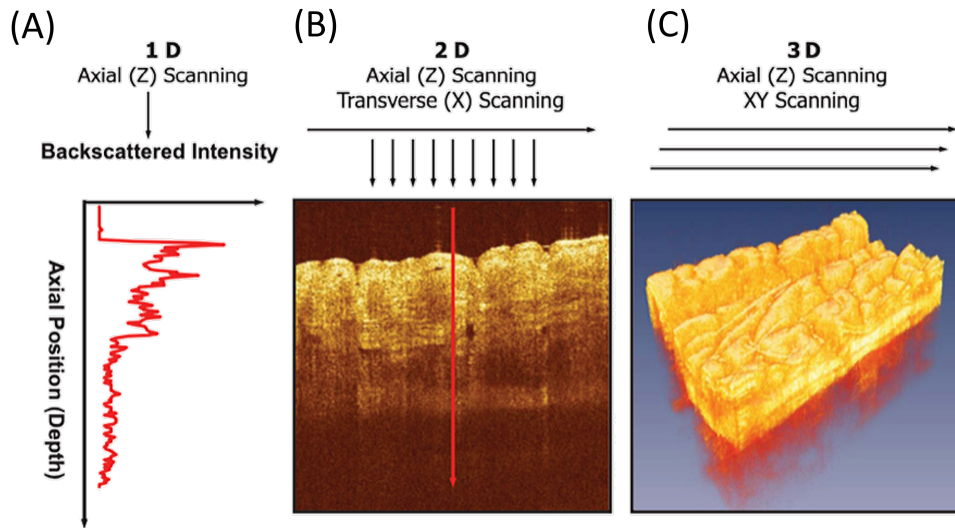 (A)
1 D
Axial (Z) Scanning
Backscattered Intensity
Axial Position (Depth)
(B)
2 D
Axial (Z) Scanning
Transverse (X) Scanning
(C)
3 D
Axial (Z) Scanning
XY Scanning